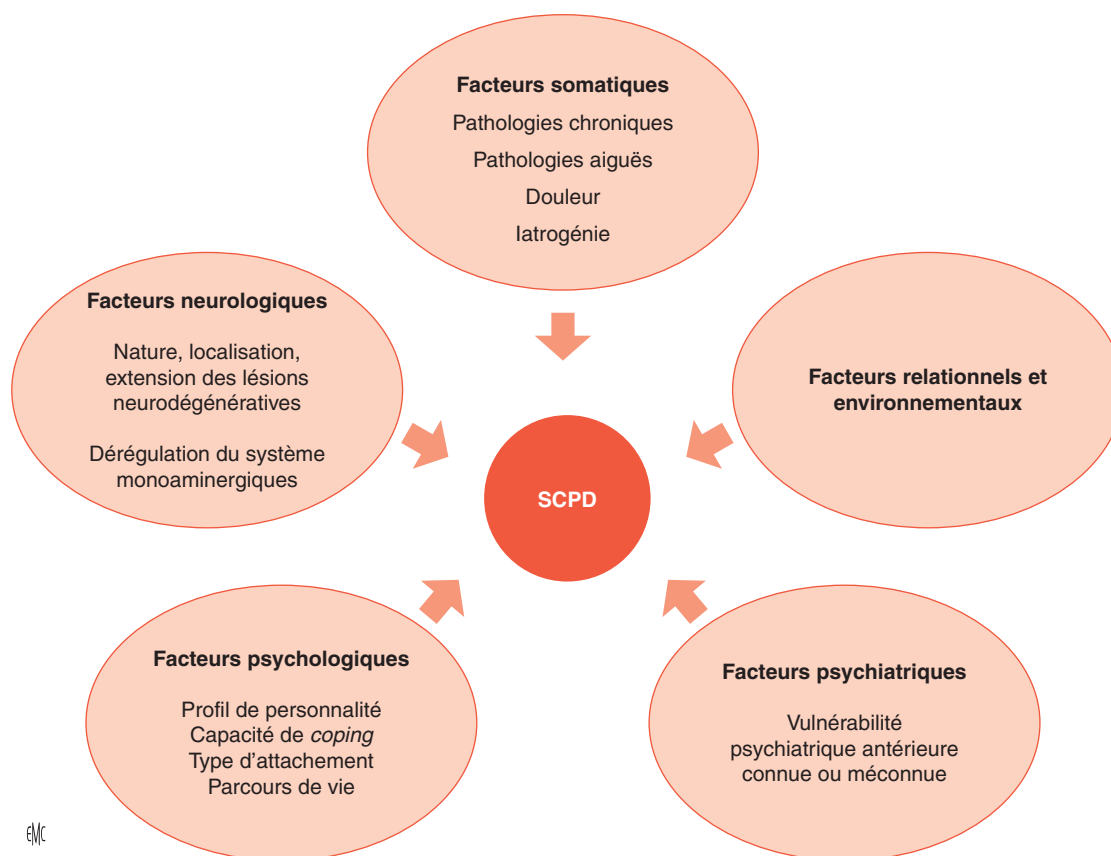 Facteurs somatiques
Pathologies chroniques
Pathologies aiguës
Douleur
Iatrogénie
Facteurs neurologiques
Nature, localisation,
extension des lésions
neurodégénératives
Dérégulation du système
monoaminergiques
Facteurs relationnels et
environnementaux
SCPD
Facteurs psychologiques
Profil de personnalité
Capacité de coping
Type d'attachement
Parcours de vie
Facteurs psychiatriques
Vulnérabilité
psychiatrique antérieure
connue ou méconnue
EMC